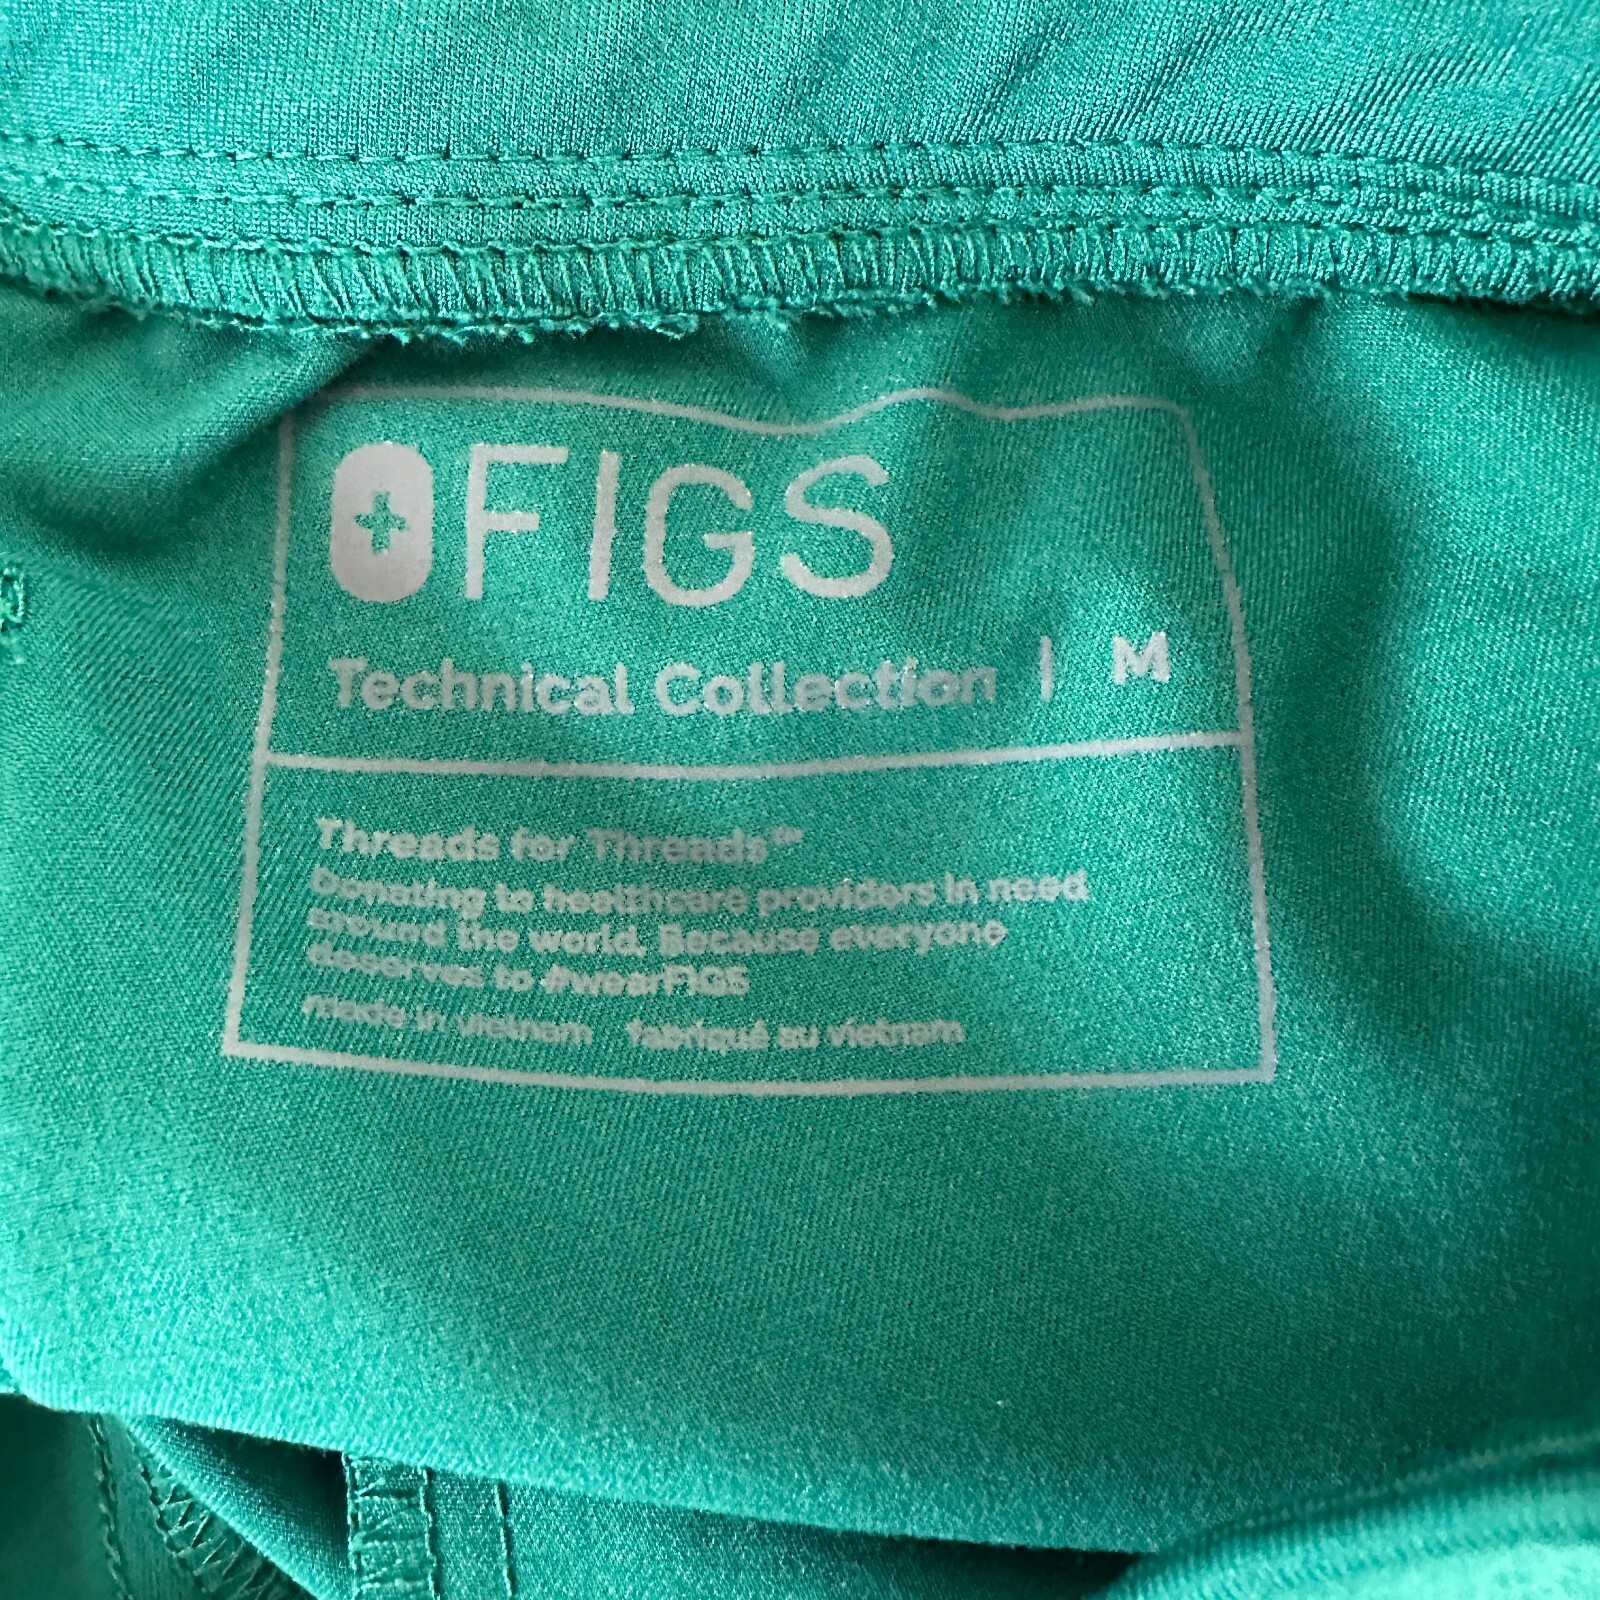 FIGS
Technical Collection | M
Threads for Threads™
Donating to healthcare providers in need
around the world. Because everyone
deserves to #wearFIGS
made in vietnam fabriqué au vietnam